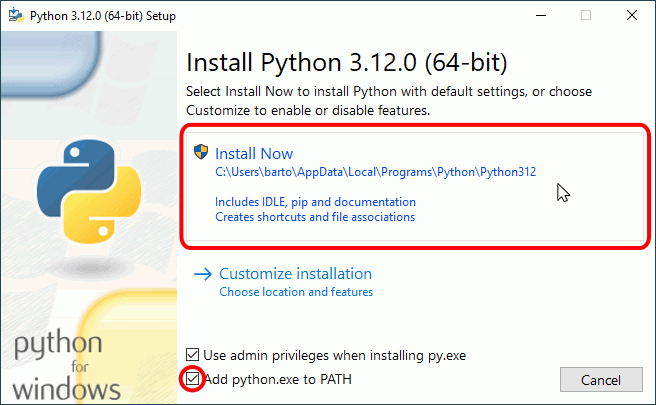 Python 3.12.0 (64-bit) Setup
Install Python 3.12.0 (64-bit)
Select Install Now to install Python with default settings, or choose
Customize to enable or disable features.
Install Now
C:\Users\barto\AppData\Local\Programs\Python\Python312
Includes IDLE, pip and documentation
Creates shortcuts and file associations
Customize installation
Choose location and features
python
for
windows
Use admin privileges when installing py.exe
Add python.exe to PATH
Cancel